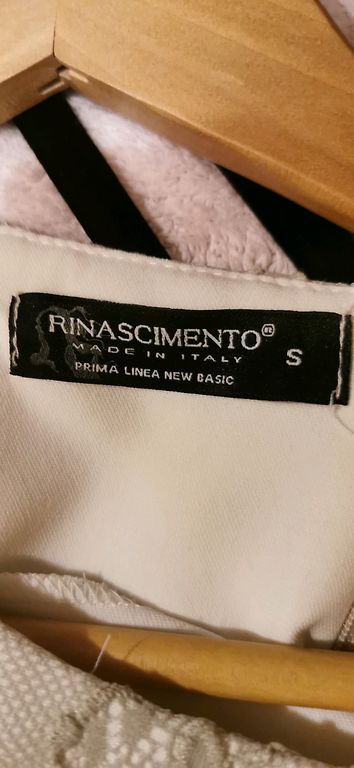 RINASCIMENTO®
MADE IN ITALY
S
PRIMA LINEA NEW BASIC